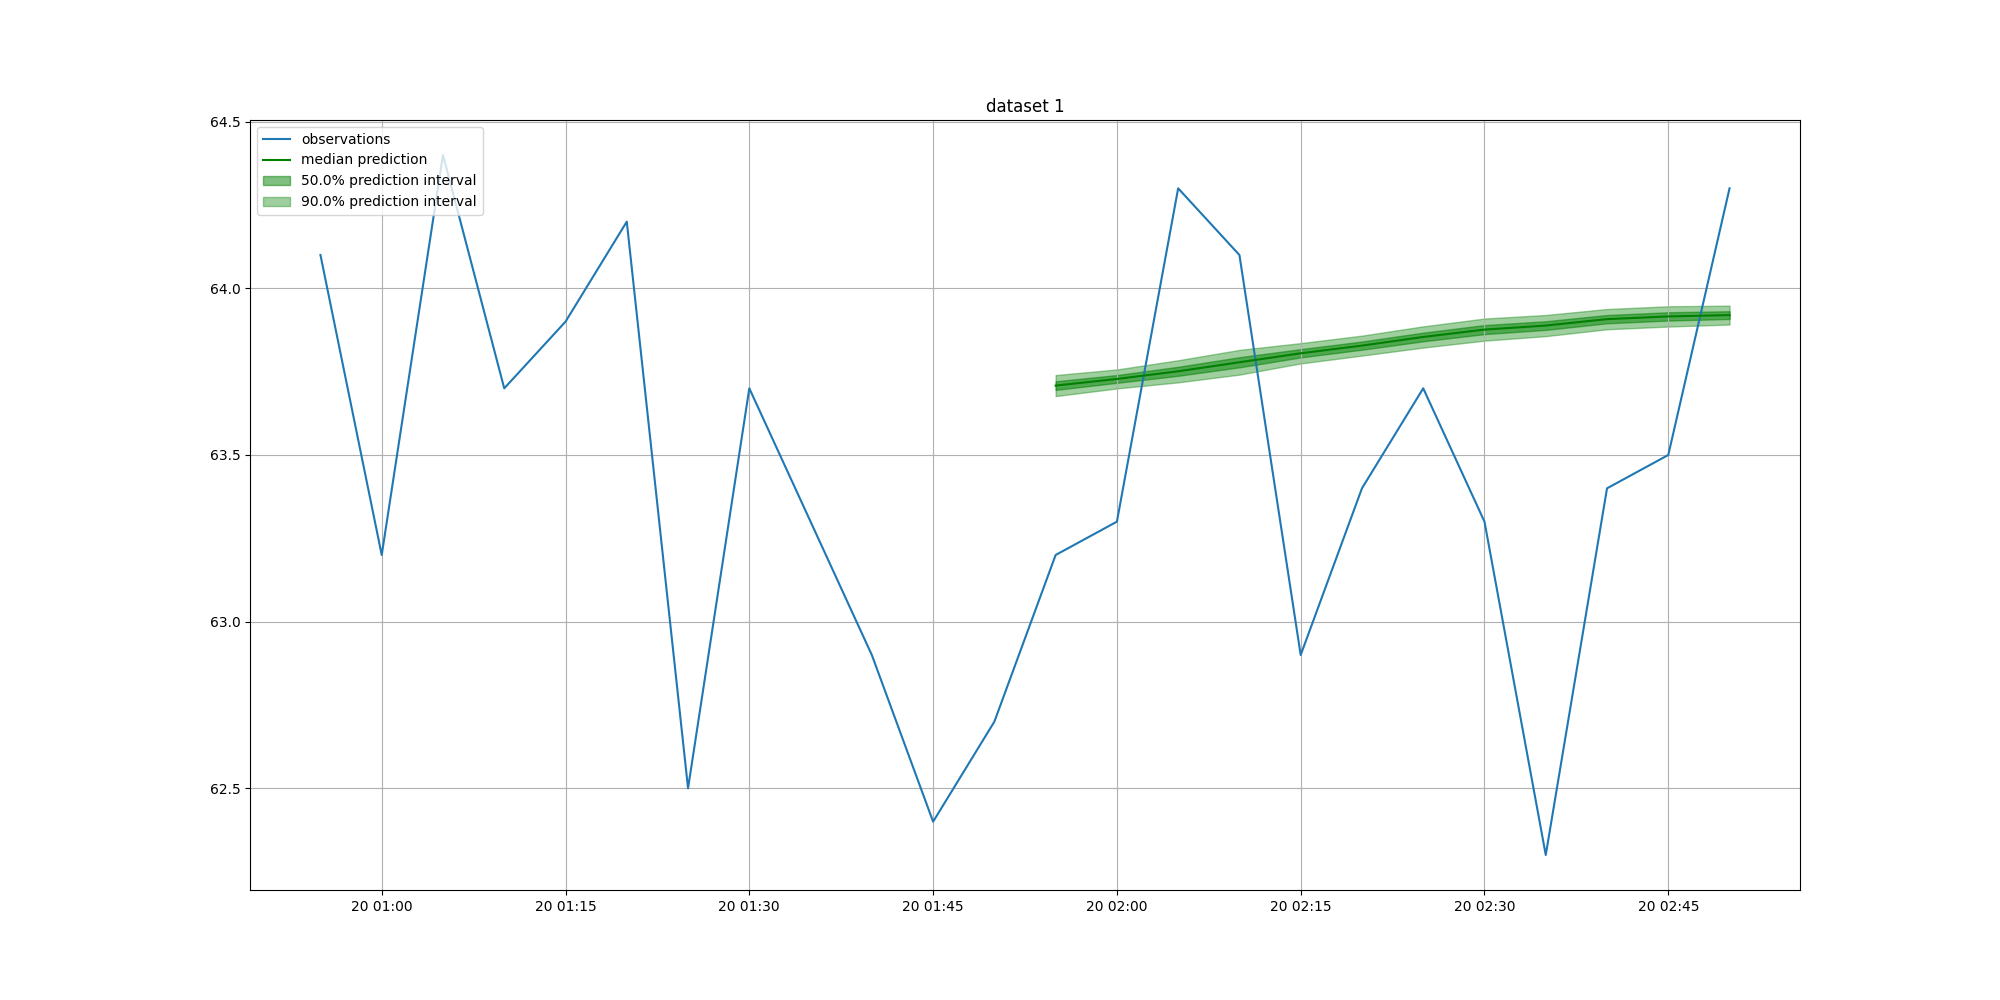 dataset 1
64.5
64.0
63.5
63.0
62.5
observations
median prediction
50.0% prediction interval
90.0% prediction interval
20 01:00
20 01:15
20 01:30
20 01:45
20 02:00
20 02:15
20 02:30
20 02:45